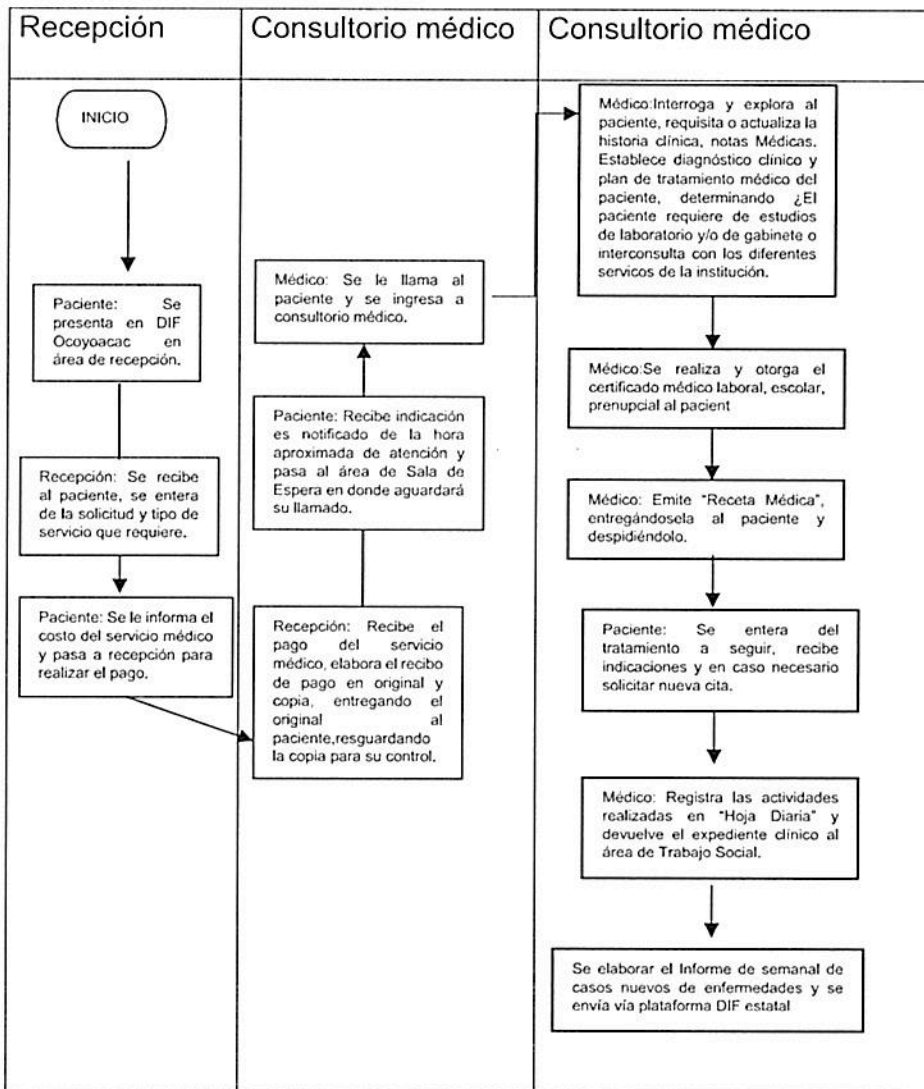 Recepción
Consultorio médico
Consultorio médico
INICIO
Paciente: Se
presenta en DIF
Ocoyoacac en
área de recepción.
Recepción: Se recibe
al paciente, se entera
de la solicitud y tipo de
servicio que requiere.
Paciente: Se le informa el
costo del servicio médico
y pasa a recepción para
realizar el pago.
Recepción: Recibe el
pago del servicio
médico, elabora el recibo
de pago en original y
copia, entregando el
original al
paciente,resguardando
la copia para su control.
Paciente: Recibe indicación
es notificado de la hora
aproximada de atención y
pasa al área de Sala de
Espera en donde aguardará
su llamado.
Médico: Se le llama al
paciente y se ingresa a
consultorio médico.
Médico:Interroga y explora al
paciente, requisita o actualiza la
historia clínica, notas Médicas.
Establece diagnóstico clínico y
plan de tratamiento médico del
paciente, determinando ¿El
paciente requiere de estudios
de laboratorio y/o de gabinete o
interconsulta con los diferentes
servicos de la institución.
Médico:Se realiza y otorga el
certificado médico laboral, escolar,
prenupcial al pacient
Médico: Emite "Receta Médica",
entregándosela al paciente y
despidiéndolo.
Paciente: Se entera del
tratamiento a seguir, recibe
indicaciones y en caso necesario
solicitar nueva cita.
Médico: Registra las actividades
realizadas en "Hoja Diaria" y
devuelve el expediente clínico al
área de Trabajo Social.
Se elaborar el Informe de semanal de
casos nuevos de enfermedades y se
envía vía plataforma DIF estatal